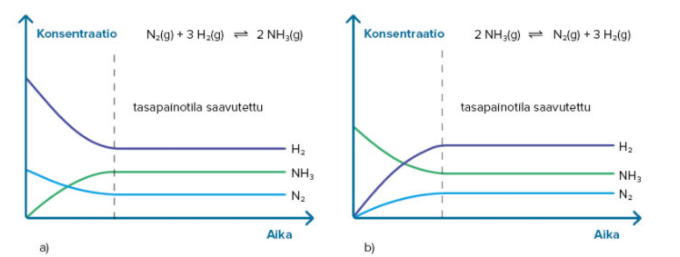 Konsentraatio
N₂(g) + 3 H₂(g) ⇌ 2 NH₃(g)
tasapainotila saavutettu
H₂
NH₃
N₂
Aika
a)
Konsentraatio
2 NH₃(g) ⇌ N₂(g) + 3 H₂(g)
tasapainotila saavutettu
H₂
NH₃
N₂
Aika
b)